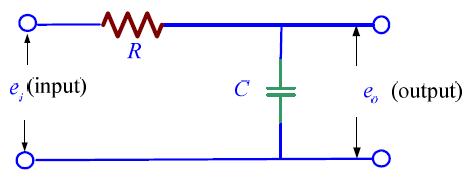 R
e_i (input)
C
e_o (output)